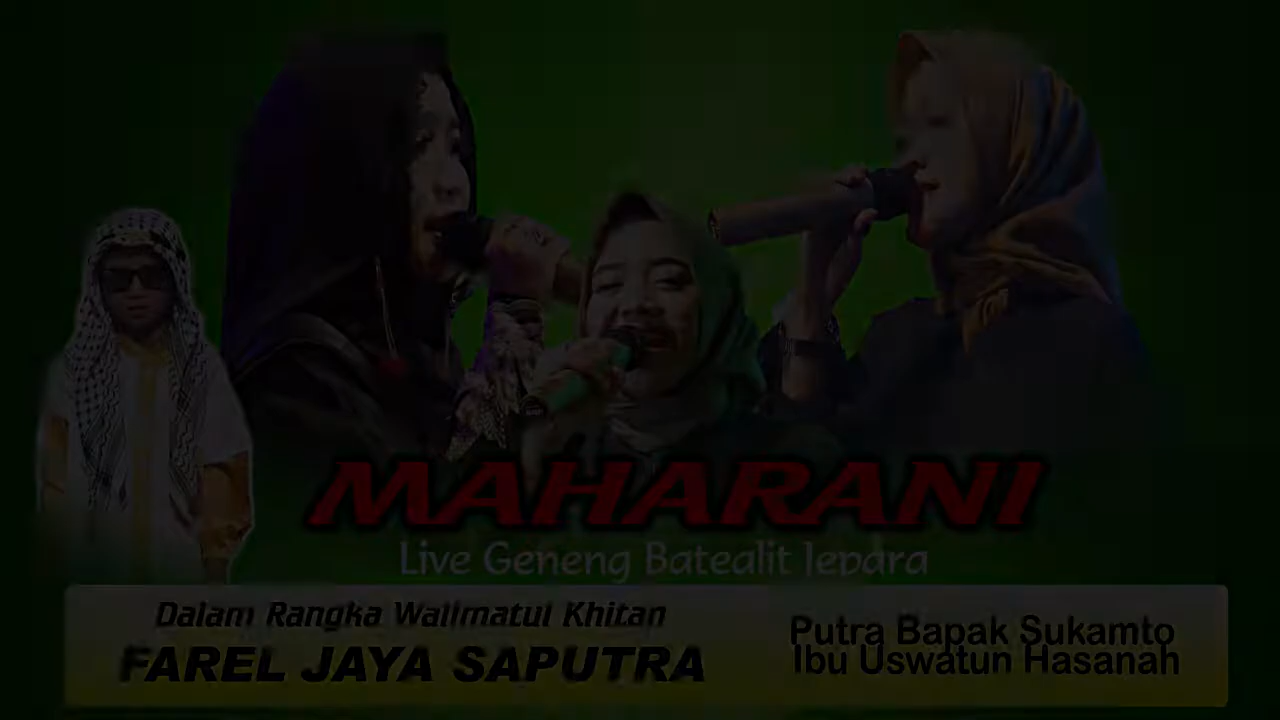 MAHARANI
Live Geneng Batealit Jepara
Dalam Rangka Walimatul Khitan
FAREL JAYA SAPUTRA
Putra Bapak Sukamto
Ibu Uswatun Hasanah